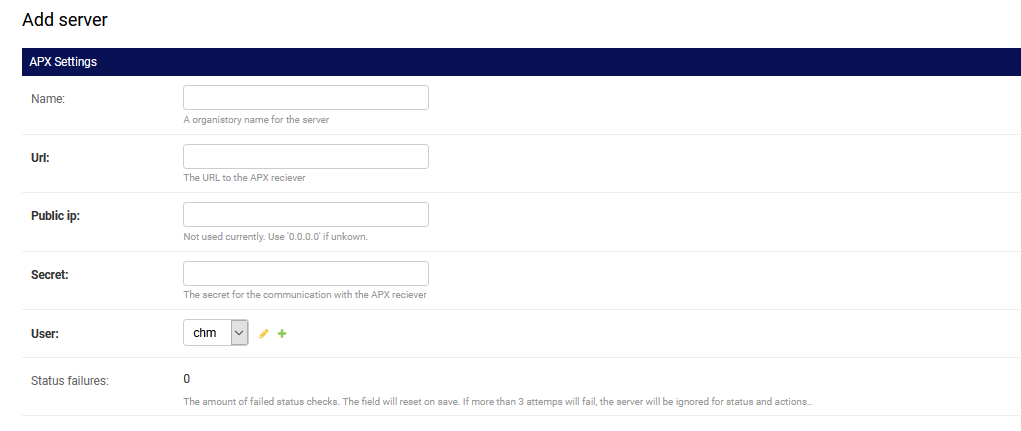 Add server
APX Settings
Name:
A organistory name for the server
Url:
The URL to the APX reciever
Public ip:
Not used currently. Use '0.0.0.0' if unkown.
Secret:
The secret for the communication with the APX reciever
User:
chm
Status failures:
0
The amount of failed status checks. The field will reset on save. If more than 3 attemps will fail, the server will be ignored for status and actions..